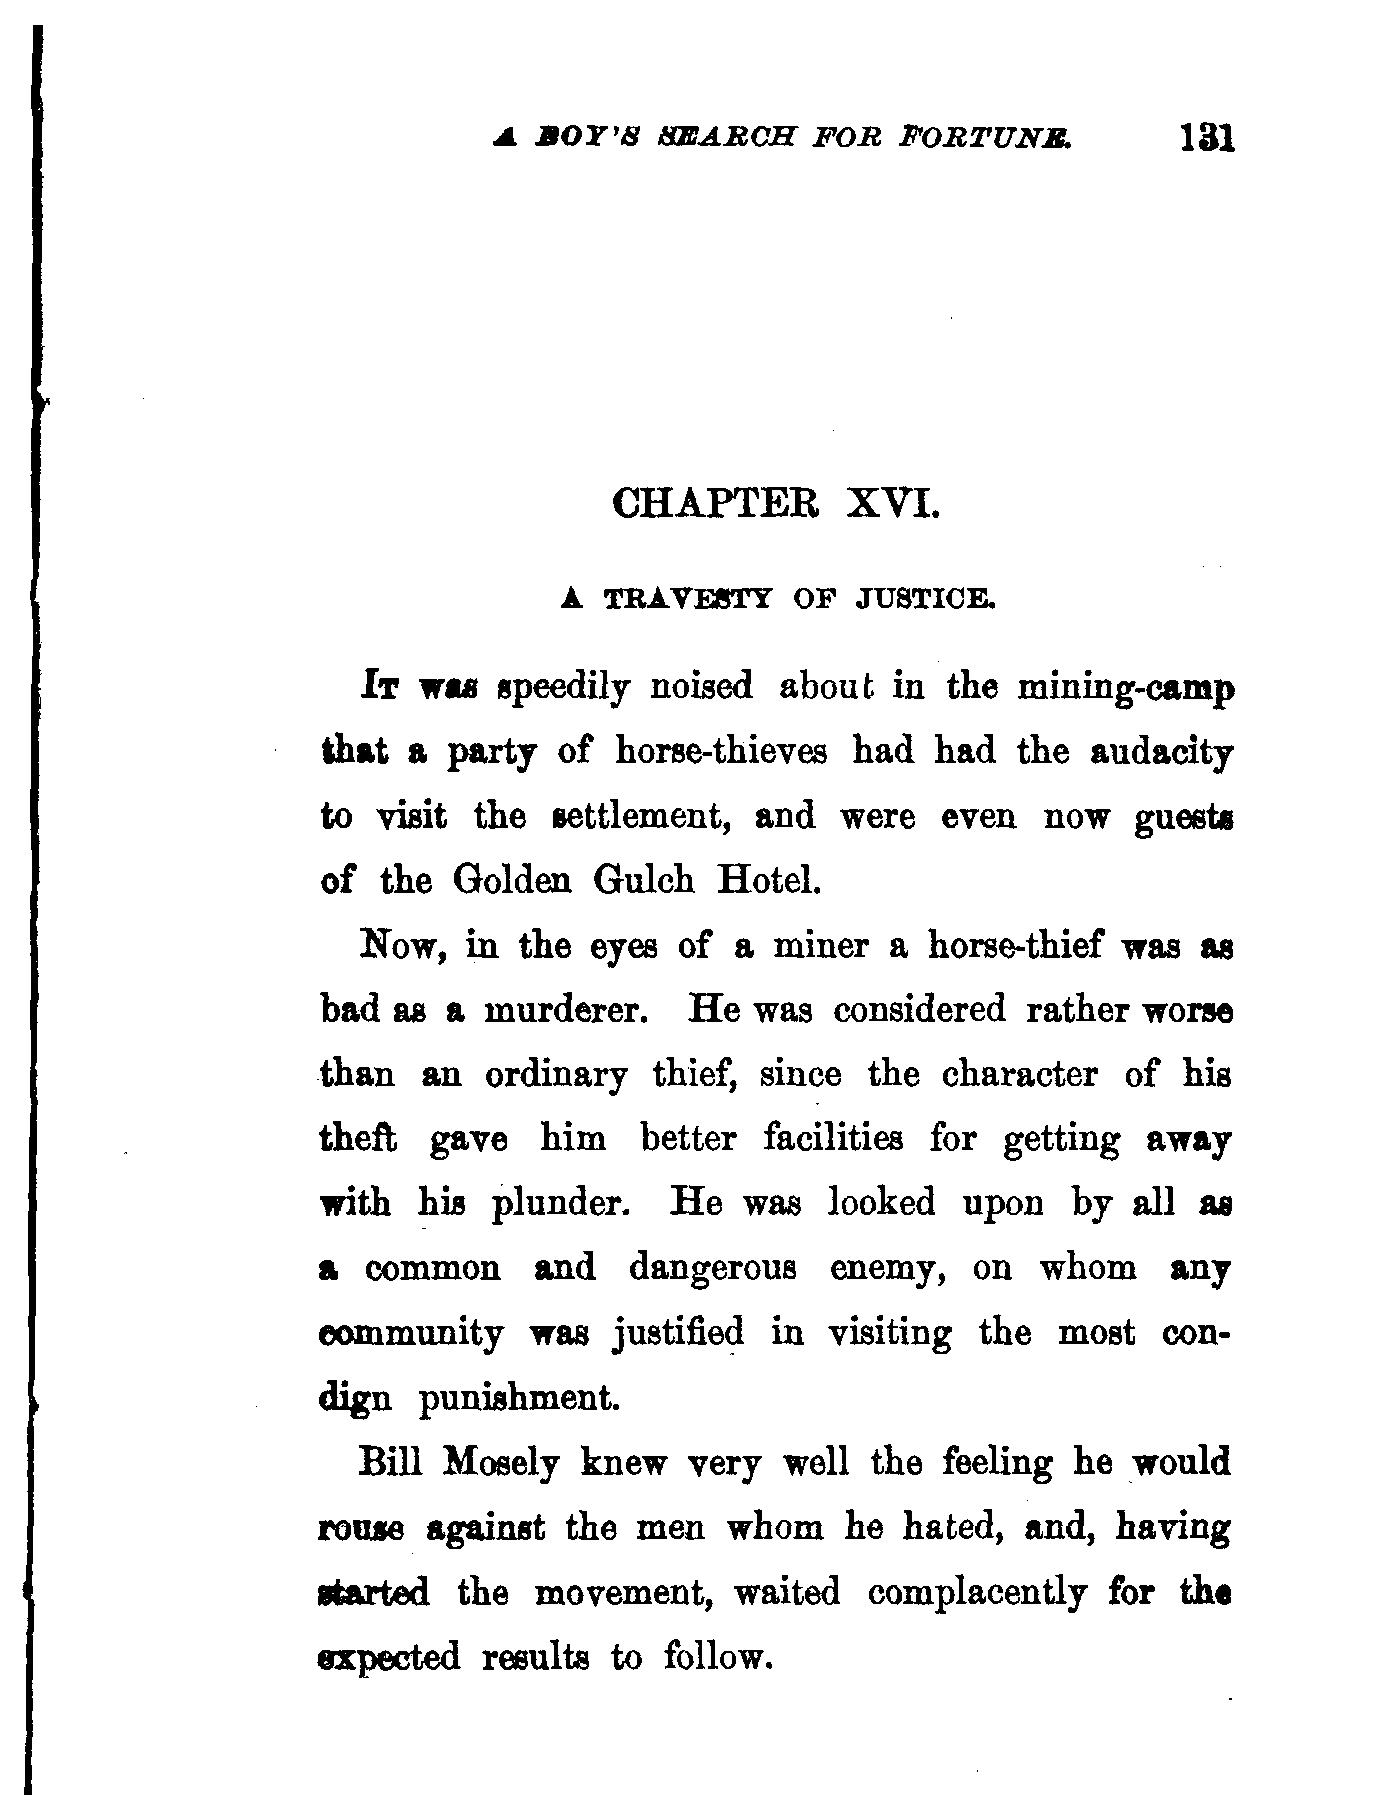 A BOY'S SEARCH FOR FORTUNE. 131
CHAPTER XVI.
A TRAVESTY OF JUSTICE.
IT was speedily noised about in the mining-camp
that a party of horse-thieves had had the audacity
to visit the settlement, and were even now guests
of the Golden Gulch Hotel.
Now, in the eyes of a miner a horse-thief was as
bad as a murderer. He was considered rather worse
than an ordinary thief, since the character of his
theft gave him better facilities for getting away
with his plunder. He was looked upon by all as
a common and dangerous enemy, on whom any
community was justified in visiting the most con-
dign punishment.
Bill Mosely knew very well the feeling he would
rouse against the men whom he hated, and, having
started the movement, waited complacently for the
expected results to follow.